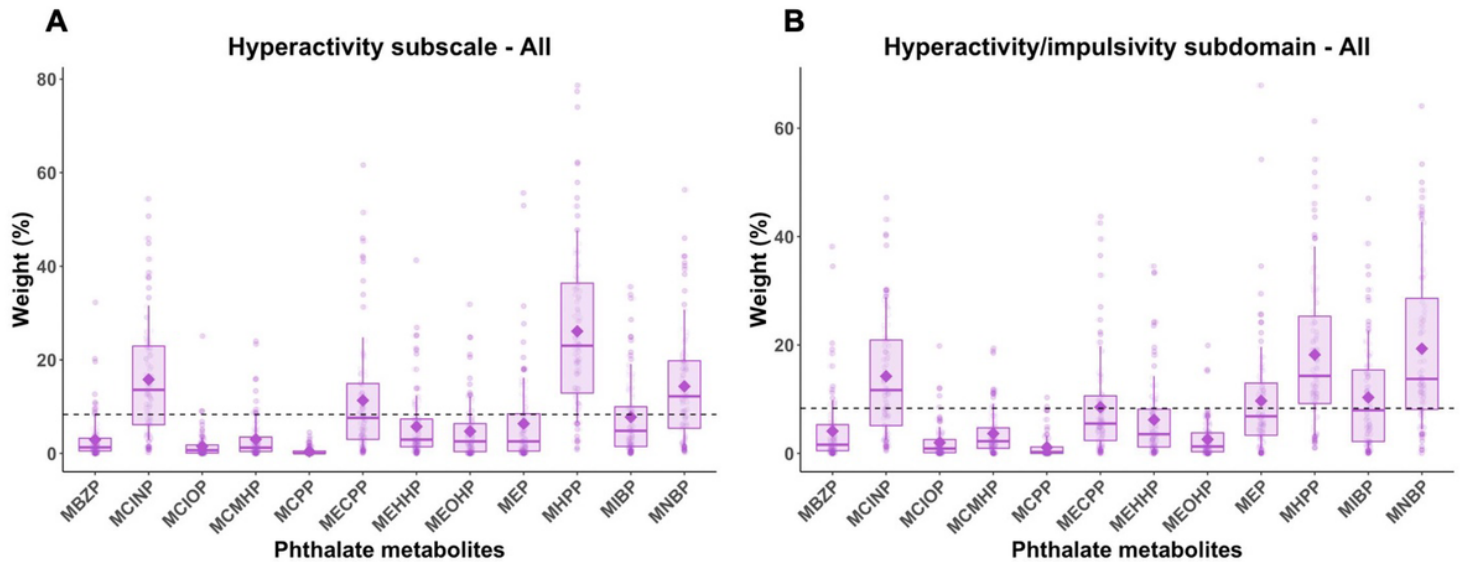 A
Hyperactivity subscale - All
Weight (%)
80
60
40
20
0
MBZP
MCINP
MCIOP
MCMHP
MCPP
MECPP
MEHHP
MEOHP
MEP
MHPP
MIBP
MNBP
Phthalate metabolites
B
Hyperactivity/impulsivity subdomain - All
Weight (%)
60
40
20
0
MBZP
MCINP
MCIOP
MCMHP
MCPP
MECPP
MEHHP
MEOHP
MEP
MHPP
MIBP
MNBP
Phthalate metabolites